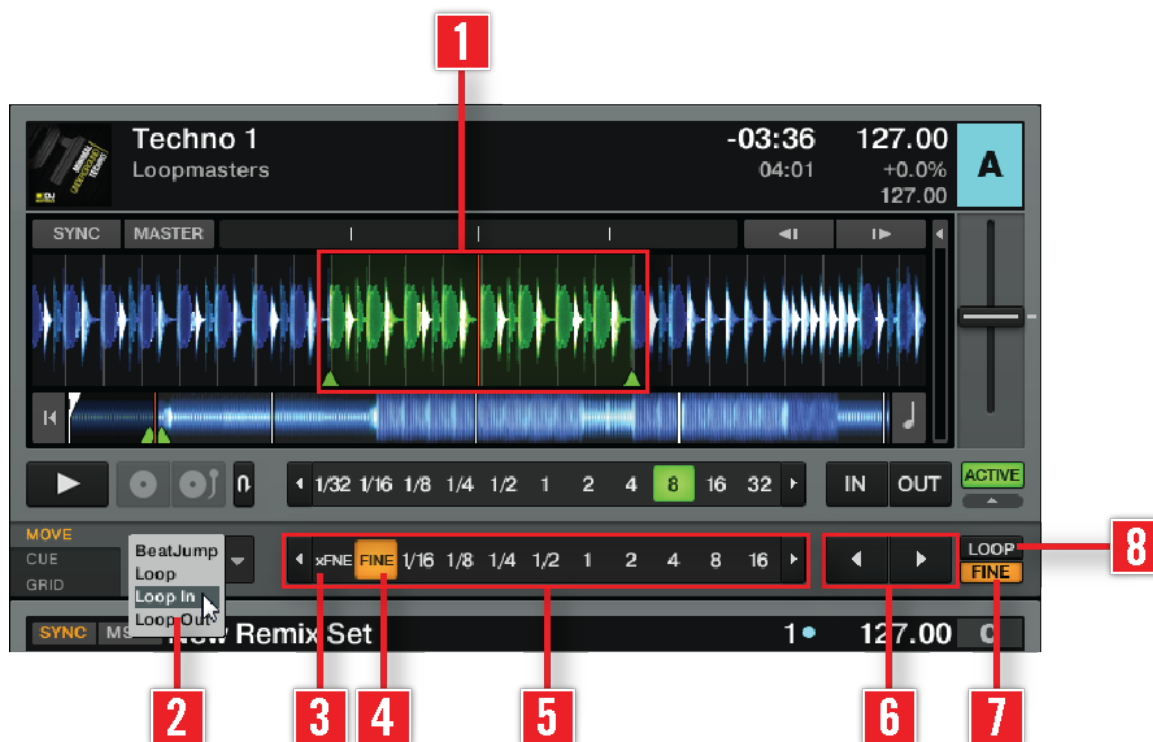 1
Techno 1
-03:36 127.00
A
Loopmasters
04:01 +0.0%
127.00
SYNC MASTER
1/32 1/16 1/8 1/4 1/2 1 2 4 8 16 32
IN OUT
ACTIVE
MOVE
CUE
GRID
BeatJump
Loop
Loop In
Loop Out
xFNE FINE 1/16 1/8 1/4 1/2 1 2 4 8 16
LOOP
FINE
8
SYNC Remix Set 1 127.00
2 3 4 5 6 7